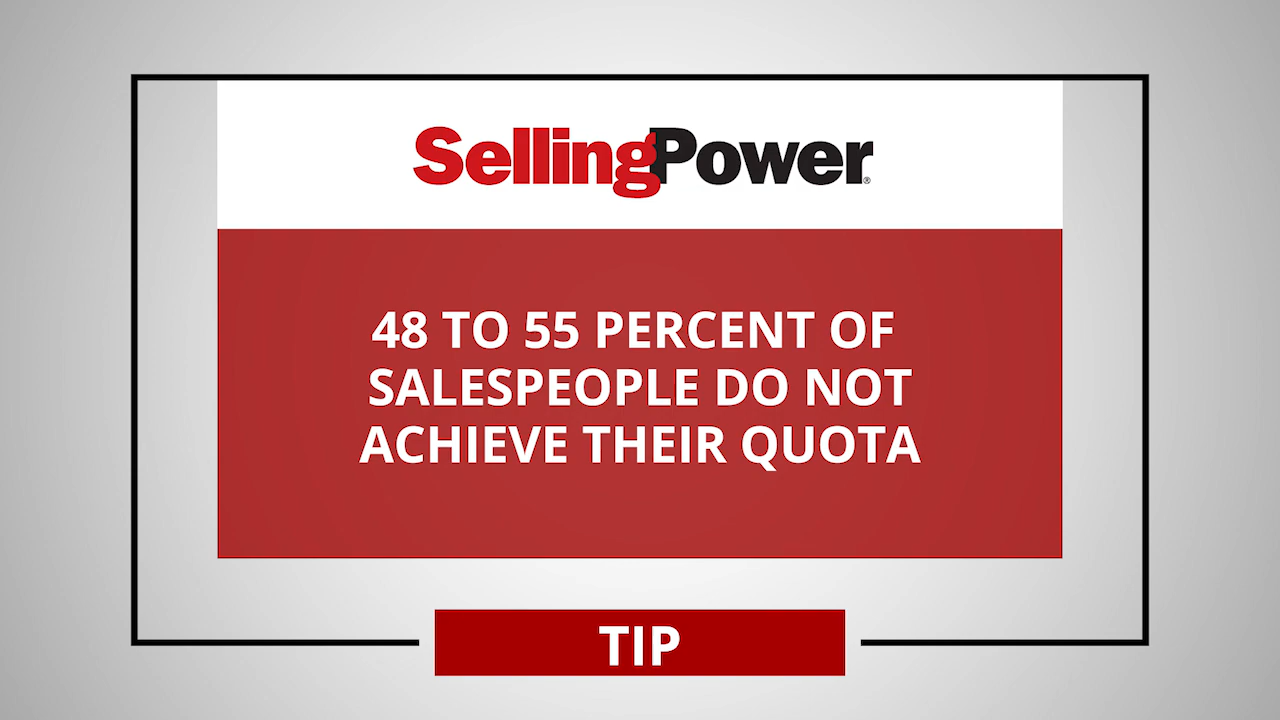 SellingPower®
48 TO 55 PERCENT OF
SALESPEOPLE DO NOT
ACHIEVE THEIR QUOTA
TIP